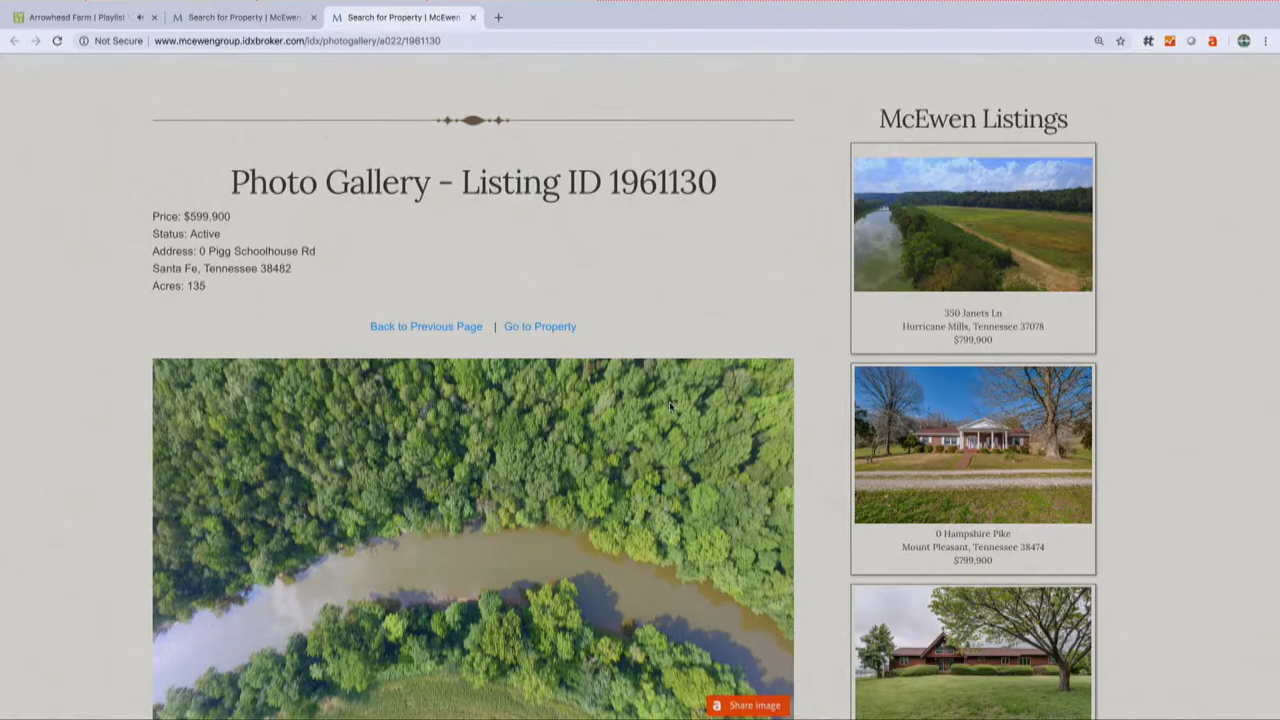 Arrowhead Farm | Playlist
Search for Property | McEwen
Search for Property | McEwen
Not Secure
www.mcewengroup.idxbroker.com/idx/photogallery/a022/1961130
McEwen Listings
Photo Gallery - Listing ID 1961130
Price: $599,900
Status: Active
Address: 0 Pigg Schoolhouse Rd
Santa Fe, Tennessee 38482
Acres: 135
Back to Previous Page | Go to Property
350 Janets Ln
Hurricane Mills, Tennessee 37078
$799,900
0 Hampshire Pike
Mount Pleasant, Tennessee 38474
$799,900
a Share image